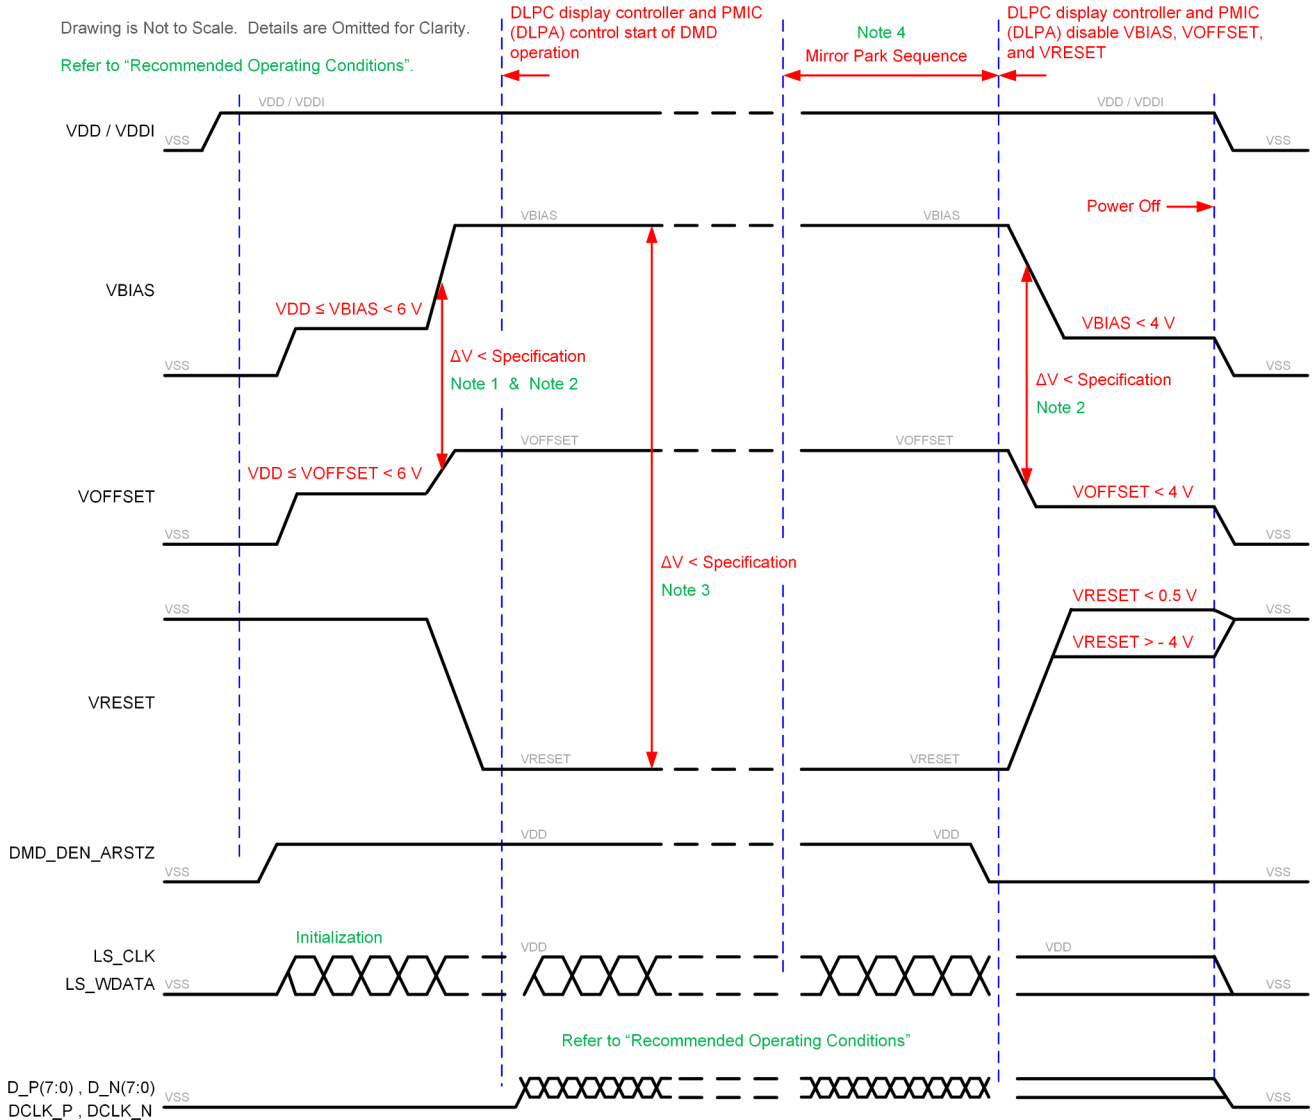 Drawing is Not to Scale. Details are Omitted for Clarity.
Refer to “Recommended Operating Conditions”.
DLPC display controller and PMIC
(DLPA) control start of DMD
operation
Note 4
Mirror Park Sequence
DLPC display controller and PMIC
(DLPA) disable VBIAS, VOFFSET,
and VRESET
VDD / VDDI
VSS
VDD / VDDI
VDD / VDDI
VSS
Power Off
VBIAS
VSS
VDD ≤ VBIAS < 6 V
VBIAS
VBIAS
VBIAS < 4 V
VSS
ΔV < Specification
Note 1 & Note 2
ΔV < Specification
Note 2
VOFFSET
VSS
VDD ≤ VOFFSET < 6 V
VOFFSET
VOFFSET
VOFFSET < 4 V
VSS
ΔV < Specification
Note 3
VRESET
VSS
VRESET
VRESET
VRESET < 0.5 V
VRESET > - 4 V
VSS
DMD_DEN_ARSTZ
VSS
VDD
VDD
VSS
LS_CLK
LS_WDATA
VSS
Initialization
VDD
VDD
VSS
Refer to “Recommended Operating Conditions”
D_P(7:0) , D_N(7:0)
DCLK_P , DCLK_N
VSS
VSS